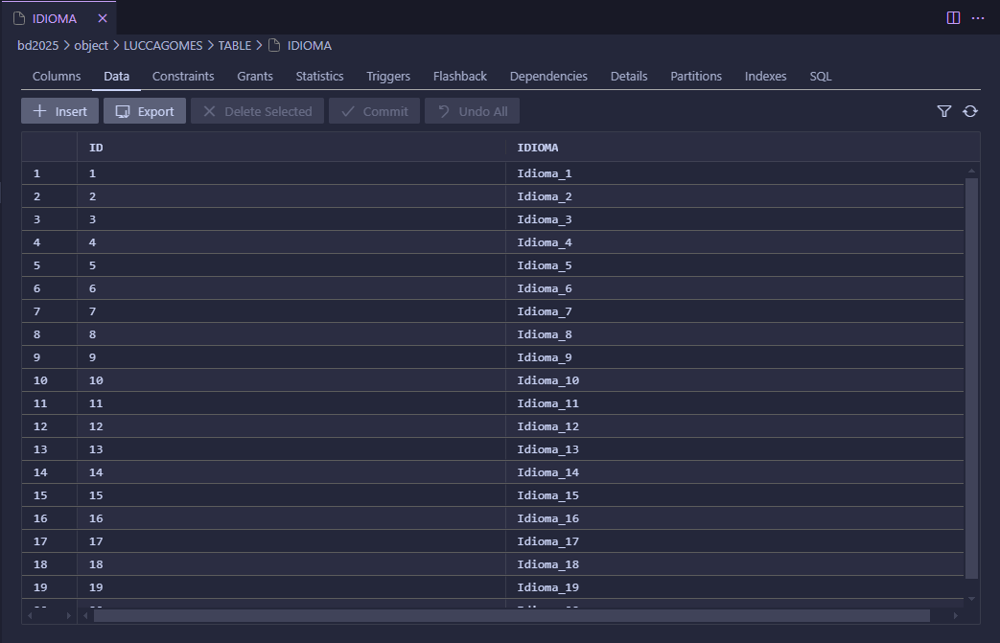 IDIOMA
bd2025 > object > LUCCAGOMES > TABLE > IDIOMA
Columns Data Constraints Grants Statistics Triggers Flashback Dependencies Details Partitions Indexes SQL
Insert Export Delete Selected Commit Undo All
ID IDIOMA
1 1 Idioma_1
2 2 Idioma_2
3 3 Idioma_3
4 4 Idioma_4
5 5 Idioma_5
6 6 Idioma_6
7 7 Idioma_7
8 8 Idioma_8
9 9 Idioma_9
10 10 Idioma_10
11 11 Idioma_11
12 12 Idioma_12
13 13 Idioma_13
14 14 Idioma_14
15 15 Idioma_15
16 16 Idioma_16
17 17 Idioma_17
18 18 Idioma_18
19 19 Idioma_19